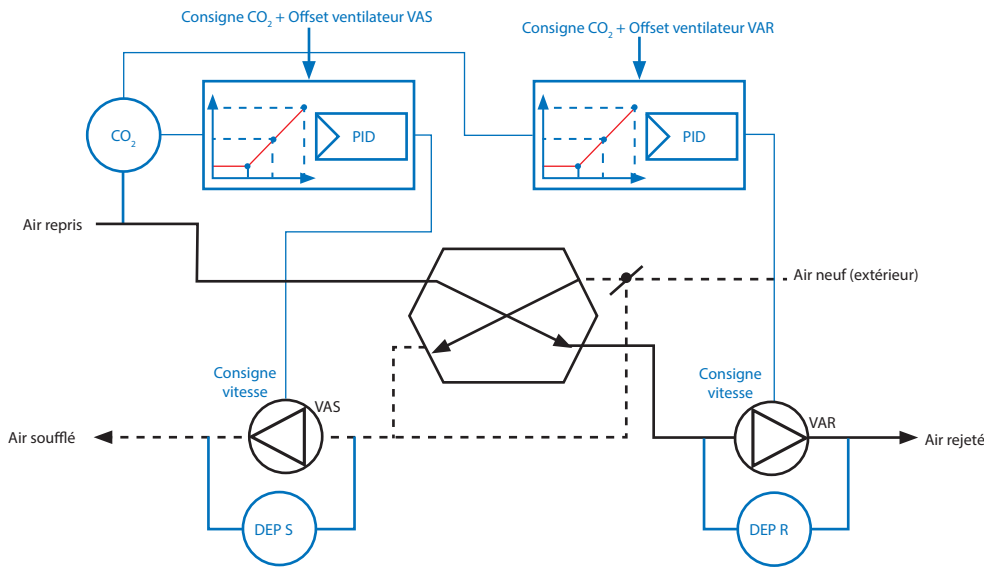 Consigne CO₂ + Offset ventilateur VAS
Consigne CO₂ + Offset ventilateur VAR
CO₂
PID
PID
Air repris
Air neuf (extérieur)
Consigne
vitesse
VAS
Consigne
vitesse
VAR
Air soufflé
Air rejeté
DEP S
DEP R